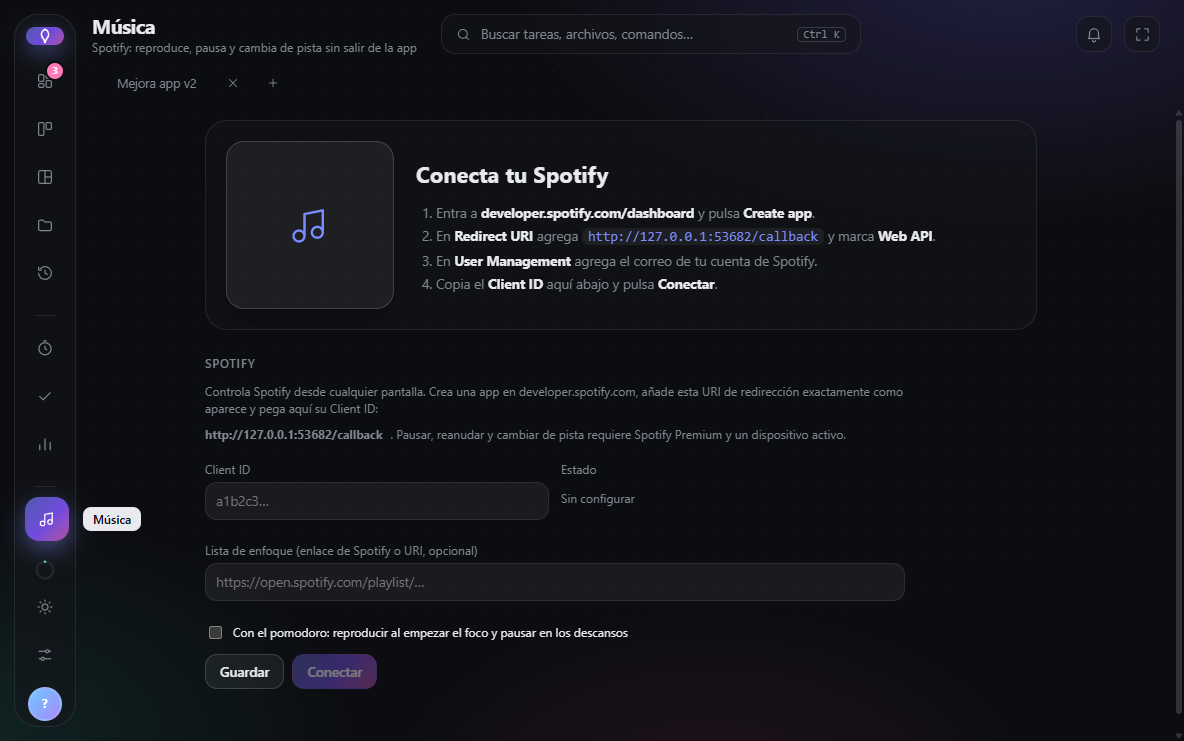 Música
Spotify: reproduce, pausa y cambia de pista sin salir de la app
Buscar tareas, archivos, comandos...
Ctrl K
3
Mejora app v2
Conecta tu Spotify
1. Entra a developer.spotify.com/dashboard y pulsa Create app.
2. En Redirect URI agrega http://127.0.0.1:53682/callback y marca Web API.
3. En User Management agrega el correo de tu cuenta de Spotify.
4. Copia el Client ID aquí abajo y pulsa Conectar.
SPOTIFY
Controla Spotify desde cualquier pantalla. Crea una app en developer.spotify.com, añade esta URI de redirección exactamente como
aparece y pega aquí su Client ID:
http://127.0.0.1:53682/callback . Pausar, reanudar y cambiar de pista requiere Spotify Premium y un dispositivo activo.
Client ID
Estado
a1b2c3...
Sin configurar
Música
Lista de enfoque (enlace de Spotify o URI, opcional)
https://open.spotify.com/playlist/...
Con el pomodoro: reproducir al empezar el foco y pausar en los descansos
Guardar
Conectar
?